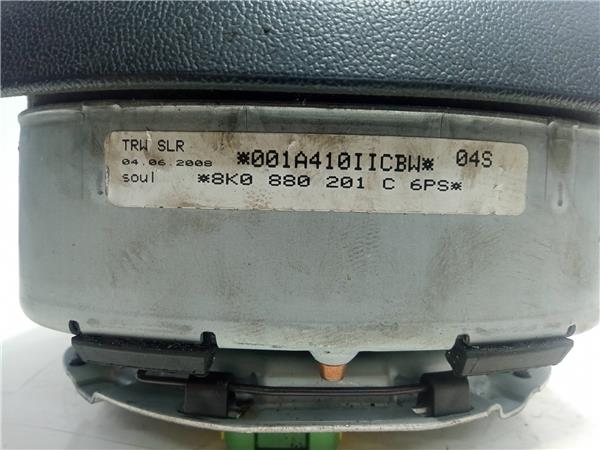 TRW SLR *001A410IICBW* 04S
04.06.2008
soul *8K0 880 201 C 6PS*